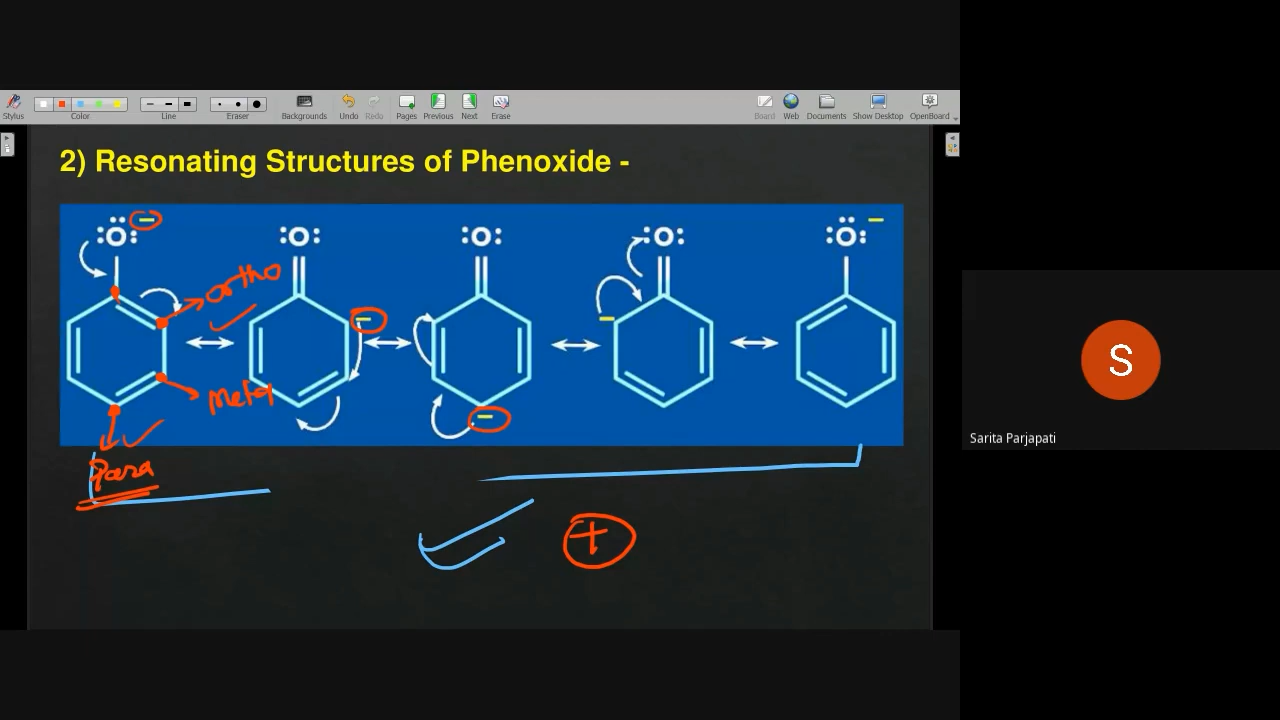 Stylus Color Line Eraser Backgrounds Undo Redo Pages Previous Next Erase Board Web Documents Show Desktop OpenBoard
2) Resonating Structures of Phenoxide -
:Ö: − :O: :O: :O: :Ö: −
ortho
− −
Meta
−
Para
+
S
Sarita Parjapati